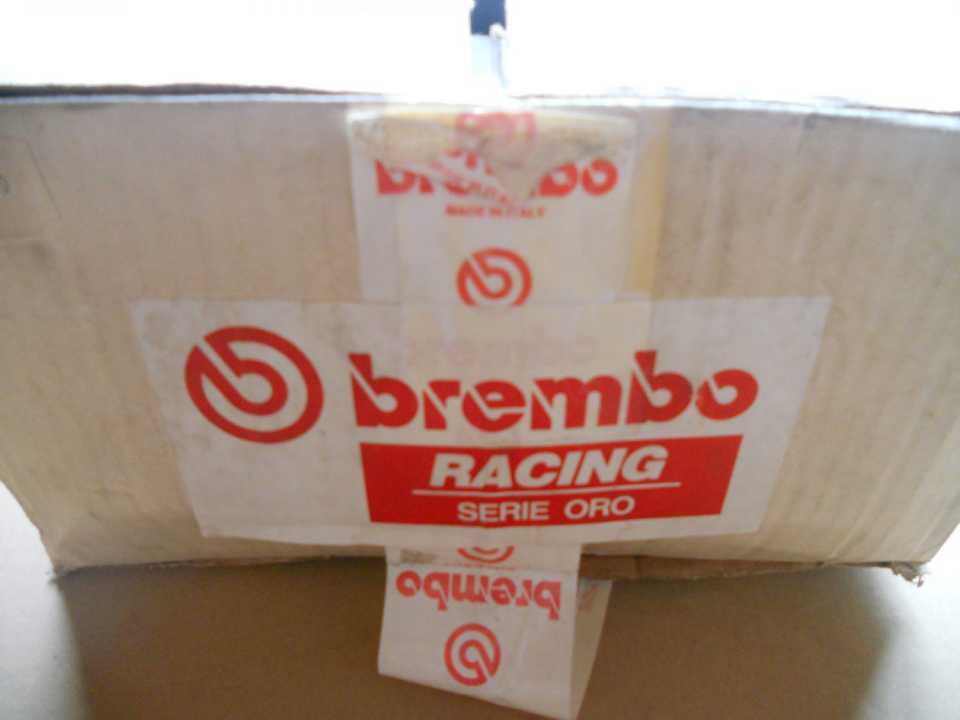 brembo
MADE IN ITALY
brembo
RACING
SERIE ORO
brembo